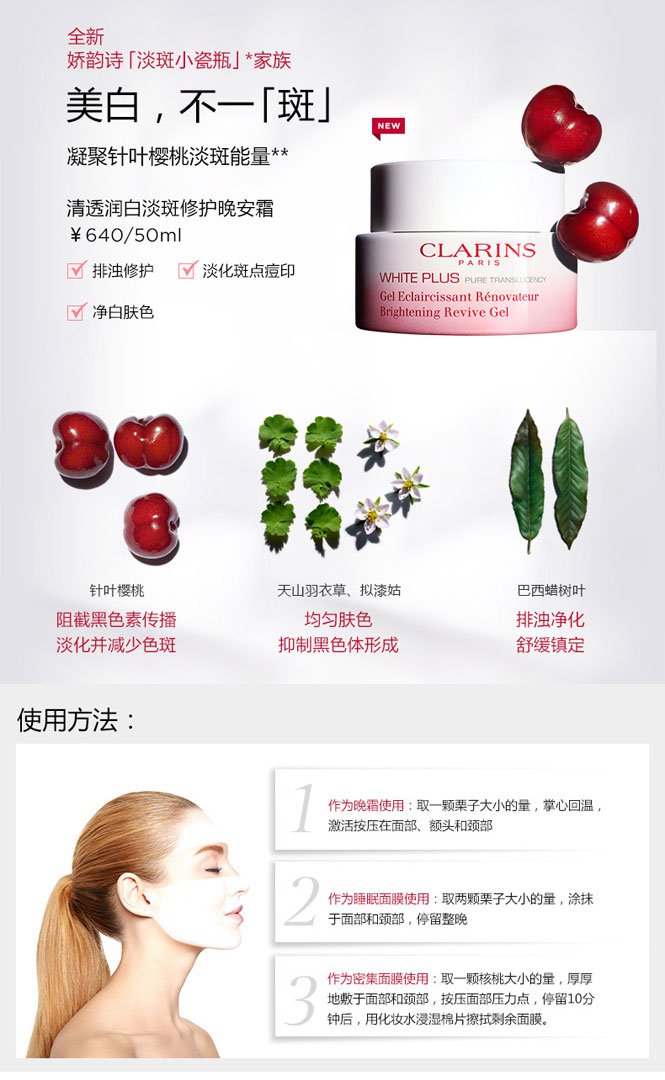 全新
娇韵诗「淡斑小瓷瓶」*家族
美白，不一「斑」
凝聚针叶樱桃淡斑能量**
清透润白淡斑修护晚安霜
￥640/50ml
排浊修护 淡化斑点痘印
净白肤色
NEW
CLARINS
PARIS
WHITE PLUS PURE TRANSLUCENCY
Gel Eclaircissant Rénovateur
Brightening Revive Gel
针叶樱桃
阻截黑色素传播
淡化并减少色斑
天山羽衣草、拟漆姑
均匀肤色
抑制黑色体形成
巴西蜡树叶
排浊净化
舒缓镇定
使用方法：
1
作为晚霜使用：取一颗栗子大小的量，掌心回温，
激活按压在面部、额头和颈部
2
作为睡眠面膜使用：取两颗栗子大小的量，涂抹
于面部和颈部，停留整晚
3
作为密集面膜使用：取一颗核桃大小的量，厚厚
地敷于面部和颈部，按压面部压力点，停留10分
钟后，用化妆水浸湿棉片擦拭剩余面膜。